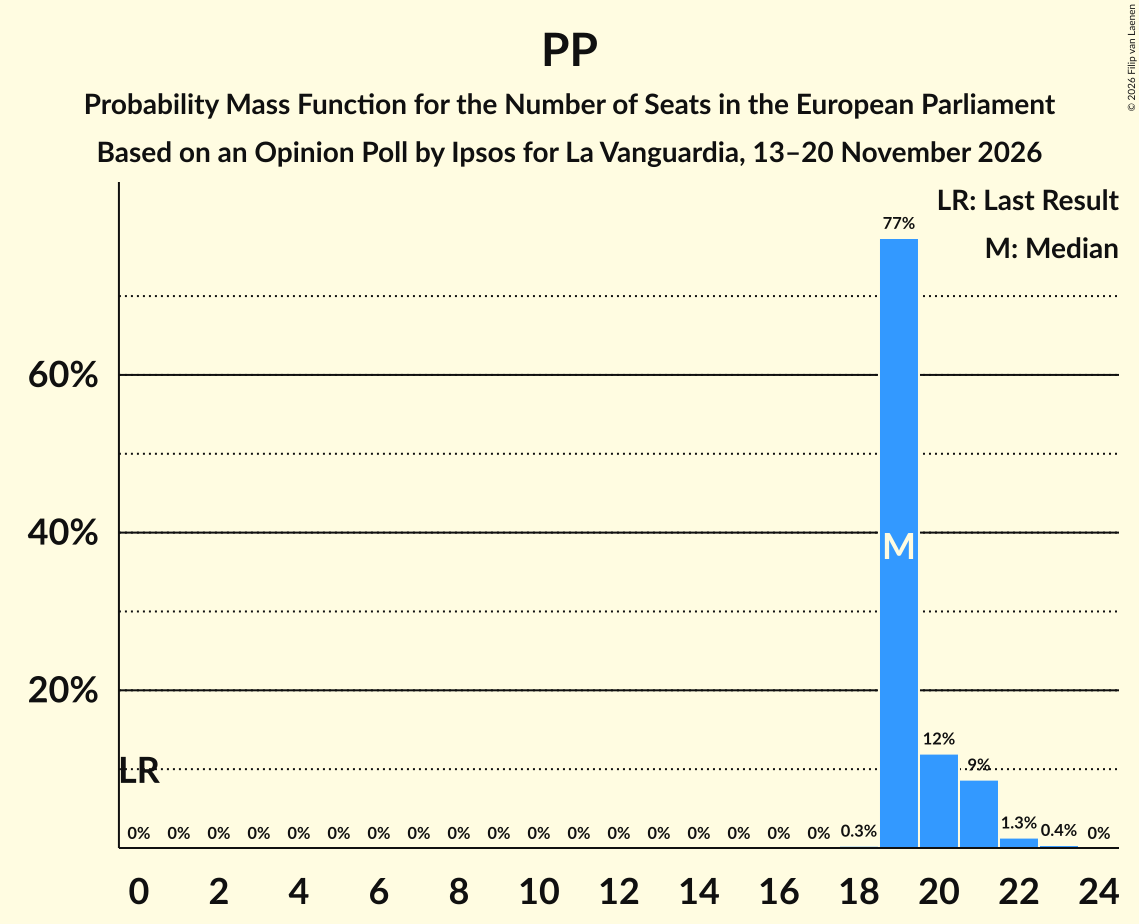 PP
Probability Mass Function for the Number of Seats in the European Parliament
Based on an Opinion Poll by Ipsos for La Vanguardia, 13–20 November 2026
© 2026 Filip van Laenen
LR: Last Result
M: Median
77%
60%
40%
M
20%
12%
9%
LR
0% 0% 0% 0% 0% 0% 0% 0% 0% 0% 0% 0% 0% 0% 0% 0% 0% 0% 0.3% 1.3% 0.4% 0%
0 2 4 6 8 10 12 14 16 18 20 22 24